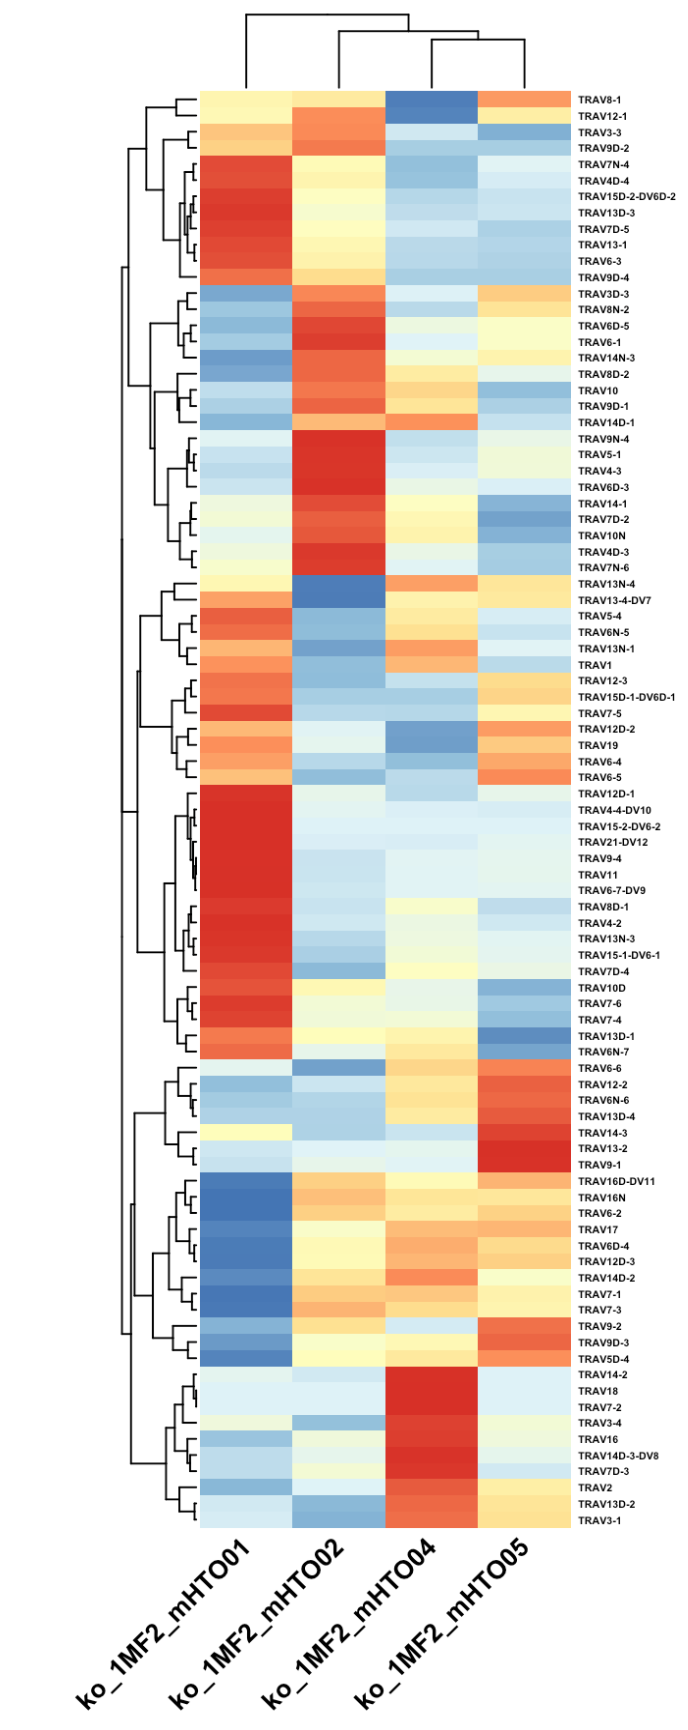 TRAV8-1
TRAV12-1
TRAV3-3
TRAV9D-2
TRAV7N-4
TRAV4D-4
TRAV15D-2-DV6D-2
TRAV13D-3
TRAV7D-5
TRAV13-1
TRAV6-3
TRAV9D-4
TRAV3D-3
TRAV8N-2
TRAV6D-5
TRAV6-1
TRAV14N-3
TRAV8D-2
TRAV10
TRAV9D-1
TRAV14D-1
TRAV9N-4
TRAV5-1
TRAV4-3
TRAV6D-3
TRAV14-1
TRAV7D-2
TRAV10N
TRAV4D-3
TRAV7N-6
TRAV13N-4
TRAV13-4-DV7
TRAV5-4
TRAV6N-5
TRAV13N-1
TRAV1
TRAV12-3
TRAV15D-1-DV6D-1
TRAV7-5
TRAV12D-2
TRAV19
TRAV6-4
TRAV6-5
TRAV12D-1
TRAV4-4-DV10
TRAV15-2-DV6-2
TRAV21-DV12
TRAV9-4
TRAV11
TRAV6-7-DV9
TRAV8D-1
TRAV4-2
TRAV13N-3
TRAV15-1-DV6-1
TRAV7D-4
TRAV10D
TRAV7-6
TRAV7-4
TRAV13D-1
TRAV6N-7
TRAV6-6
TRAV12-2
TRAV6N-6
TRAV13D-4
TRAV14-3
TRAV13-2
TRAV9-1
TRAV16D-DV11
TRAV16N
TRAV6-2
TRAV17
TRAV6D-4
TRAV12D-3
TRAV14D-2
TRAV7-1
TRAV7-3
TRAV9-2
TRAV9D-3
TRAV5D-4
TRAV14-2
TRAV18
TRAV7-2
TRAV3-4
TRAV16
TRAV14D-3-DV8
TRAV7D-3
TRAV2
TRAV13D-2
TRAV3-1
ko_1MF2_mHTO01
ko_1MF2_mHTO02
ko_1MF2_mHTO04
ko_1MF2_mHTO05